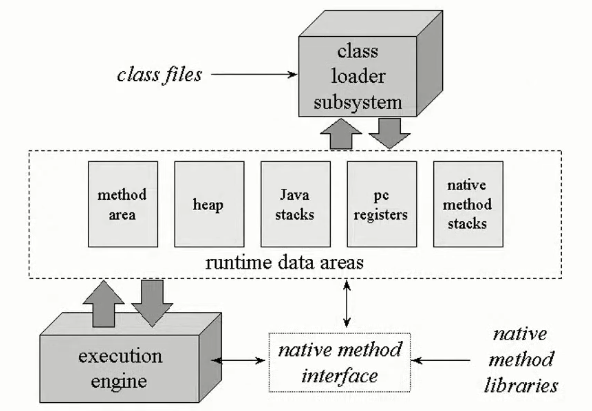 class files
class
loader
subsystem
method
area
heap
Java
stacks
pc
registers
native
method
stacks
runtime data areas
execution
engine
native method
interface
native
method
libraries